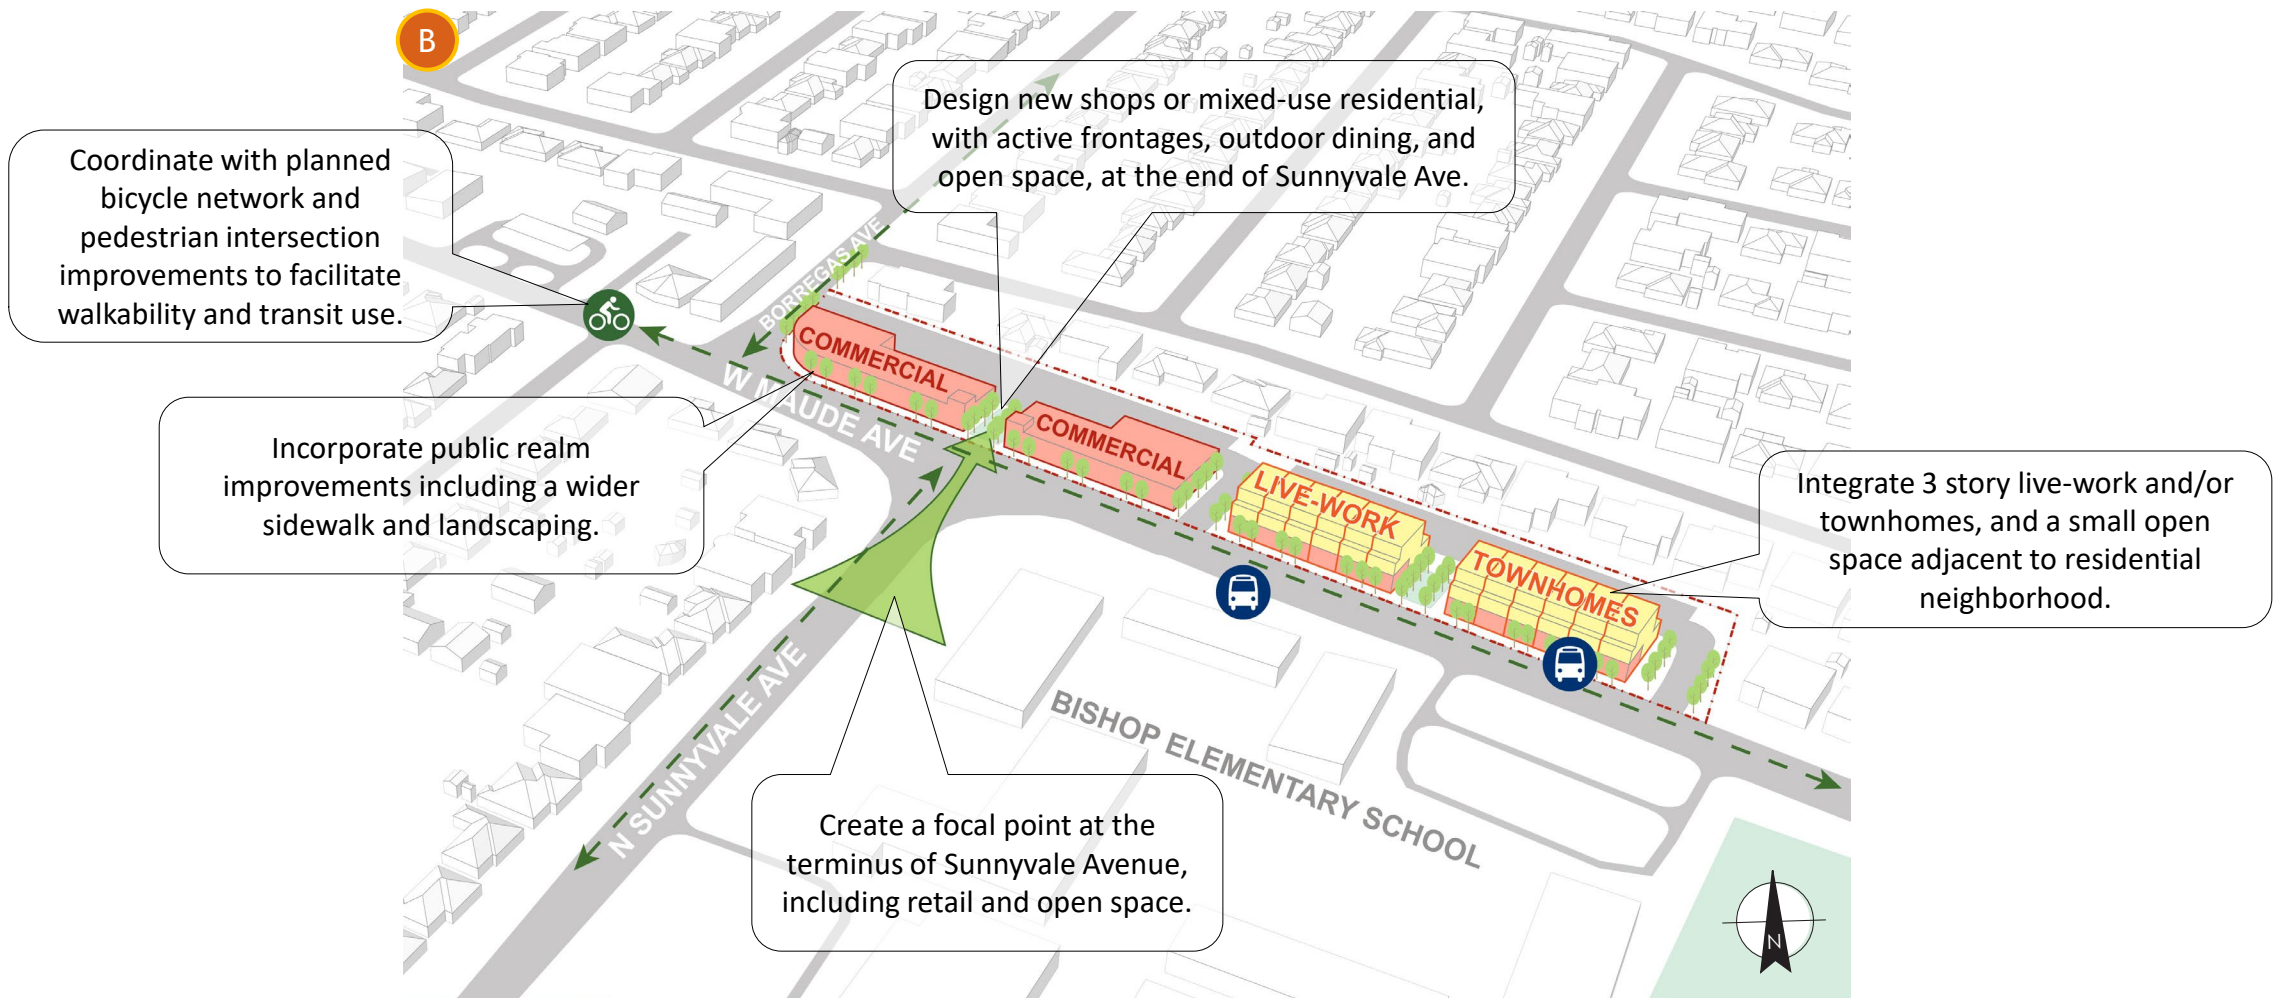 B
Design new shops or mixed-use residential,
with active frontages, outdoor dining, and
open space, at the end of Sunnyvale Ave.
Coordinate with planned
bicycle network and
pedestrian intersection
improvements to facilitate
walkability and transit use.
BORREGAS AVE
COMMERCIAL
W MAUDE AVE
COMMERCIAL
Incorporate public realm
improvements including a wider
sidewalk and landscaping.
LIVE-WORK
TOWNHOMES
Integrate 3 story live-work and/or
townhomes, and a small open
space adjacent to residential
neighborhood.
N SUNNYVALE AVE
BISHOP ELEMENTARY SCHOOL
Create a focal point at the
terminus of Sunnyvale Avenue,
including retail and open space.
N